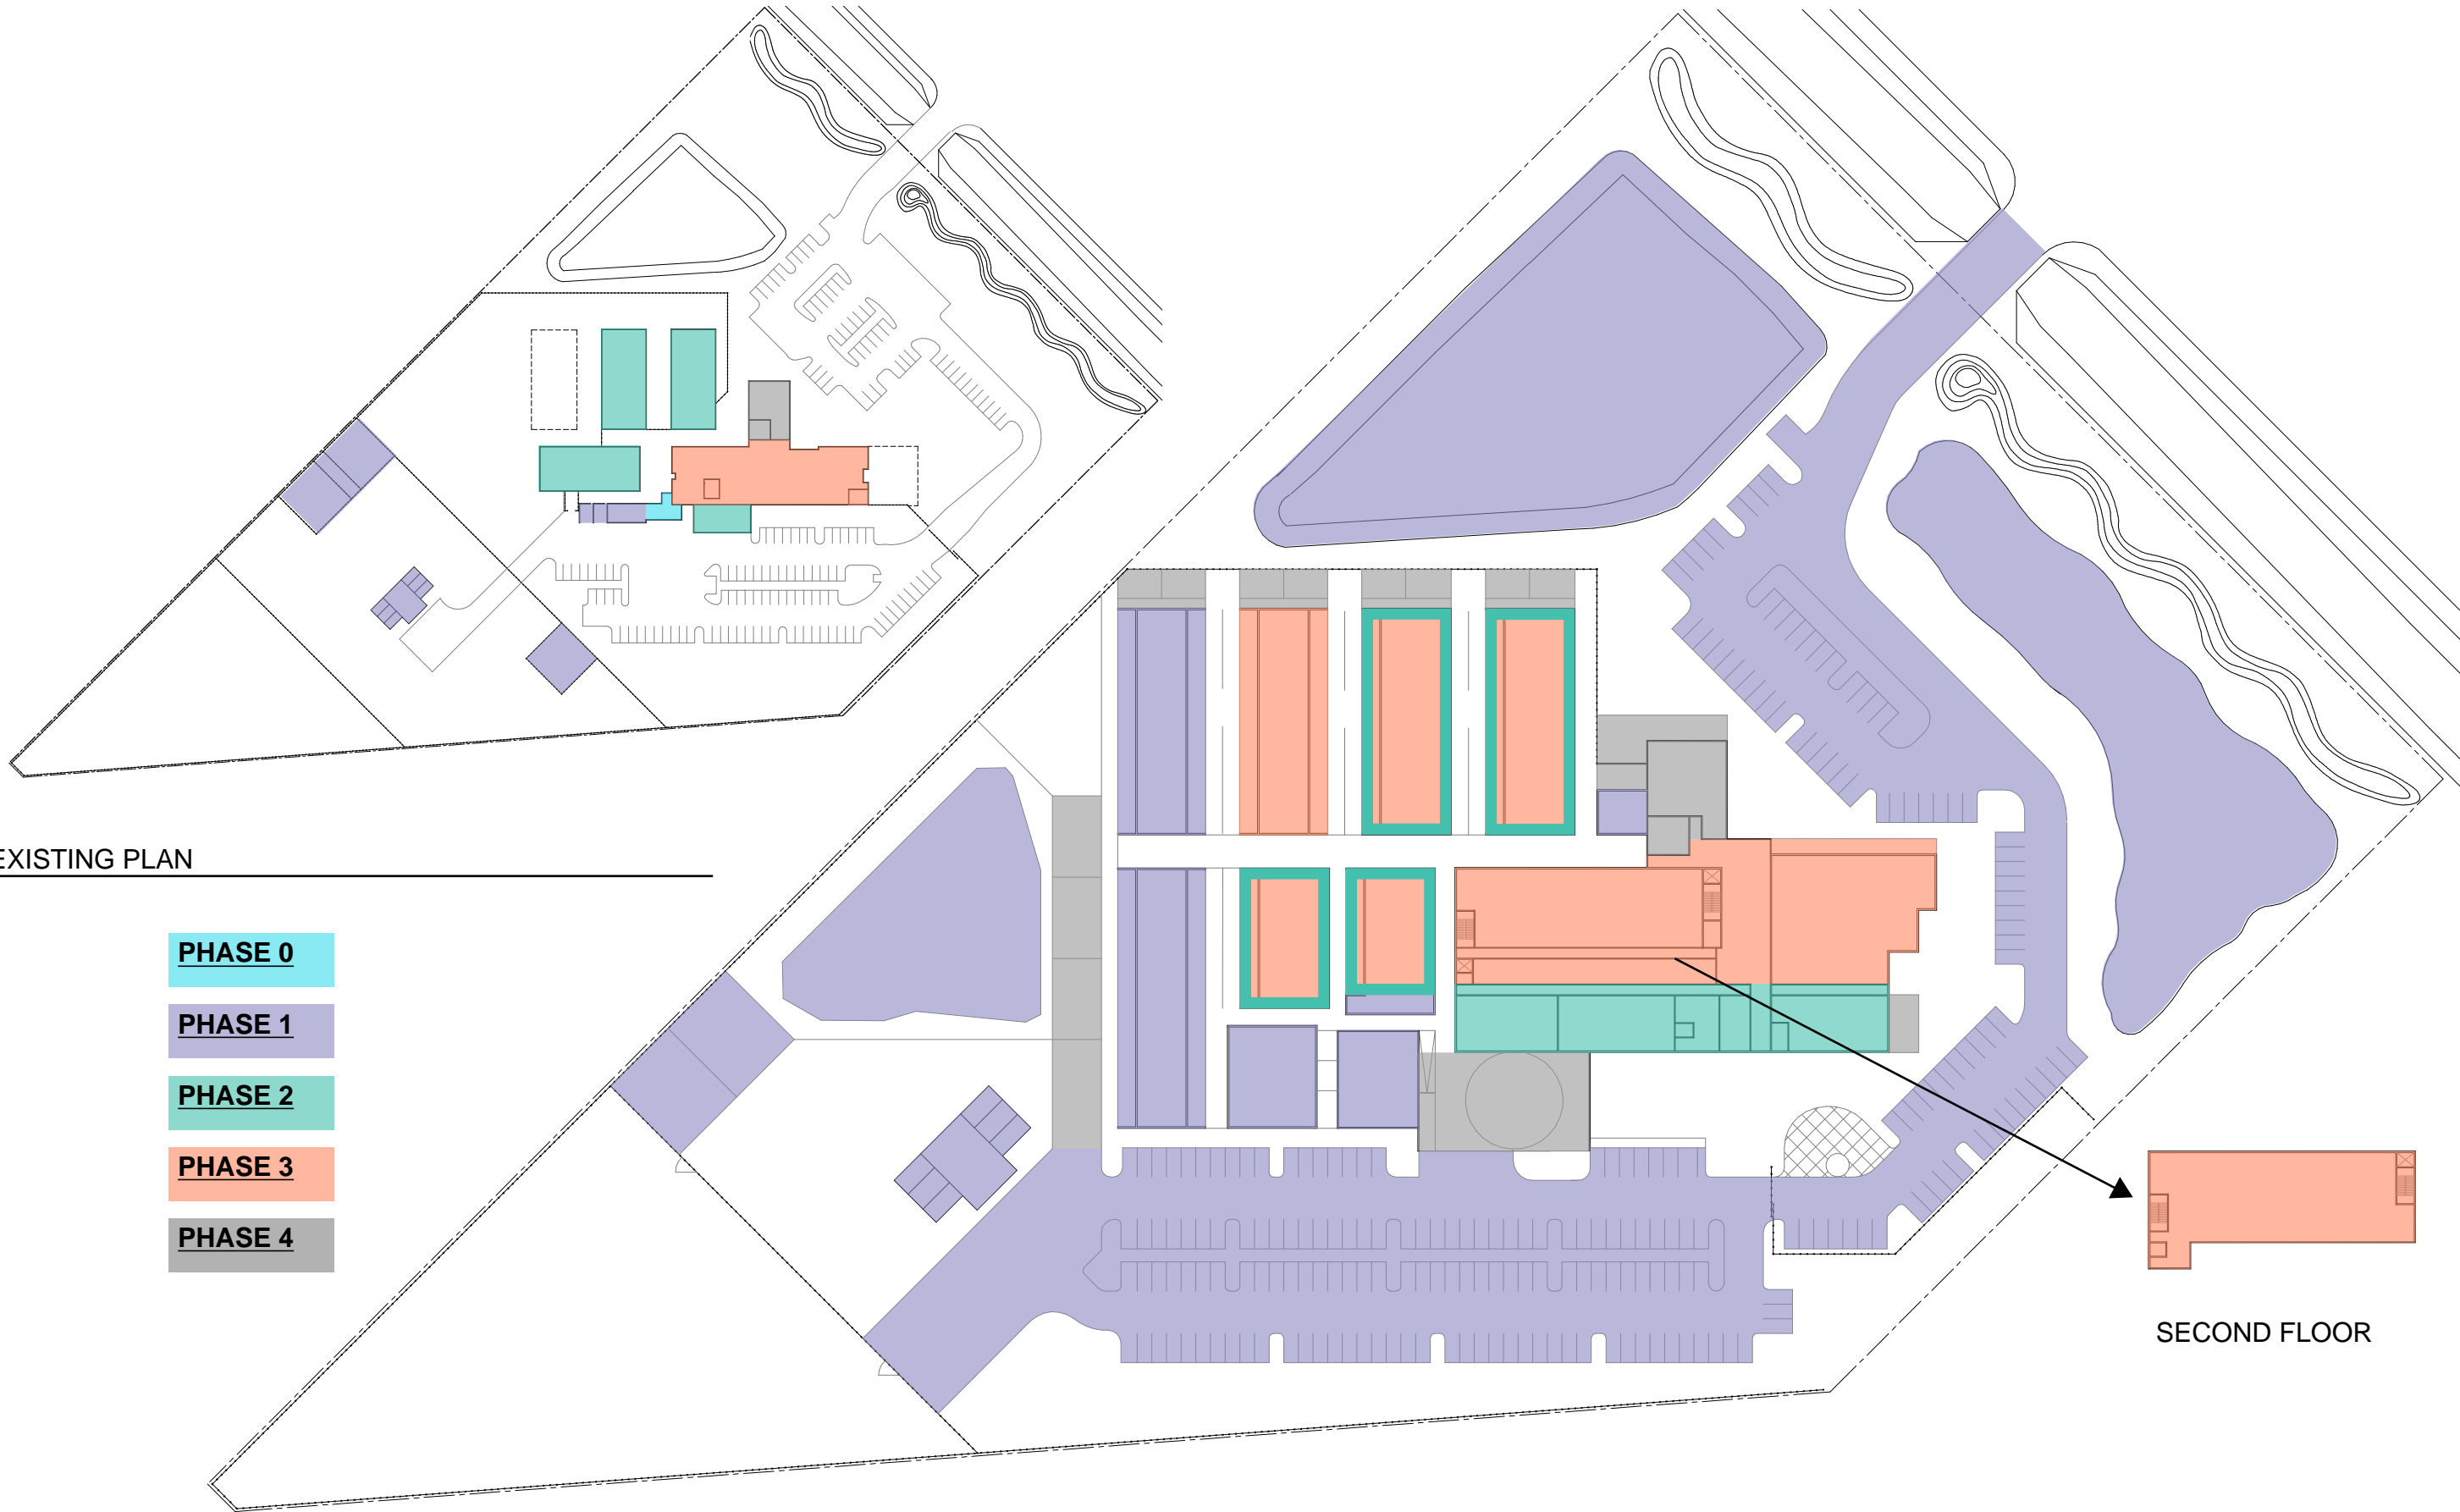 EXISTING PLAN
PHASE 0
PHASE 1
PHASE 2
PHASE 3
PHASE 4
SECOND FLOOR